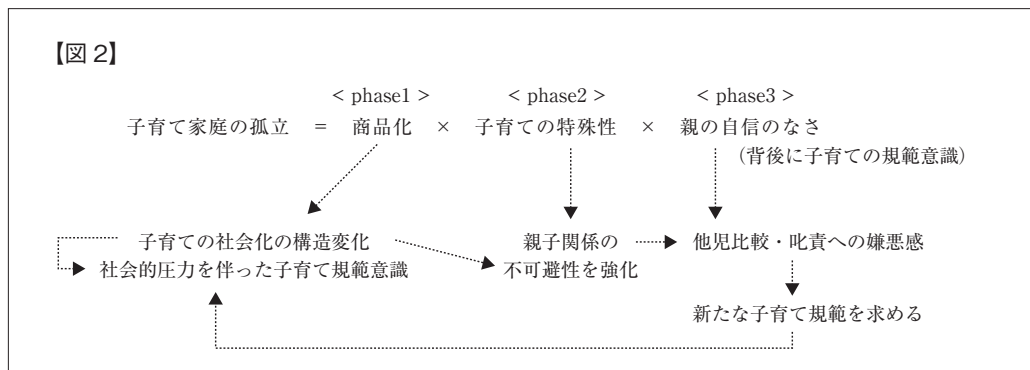 【図 2】
< phase1 > < phase2 > < phase3 >
子育て家庭の孤立 = 商品化 × 子育ての特殊性 × 親の自信のなさ
(背後に子育ての規範意識)
子育ての社会化の構造変化
社会的圧力を伴った子育て規範意識
親子関係の
不可避性を強化
他児比較・叱責への嫌悪感
新たな子育て規範を求める